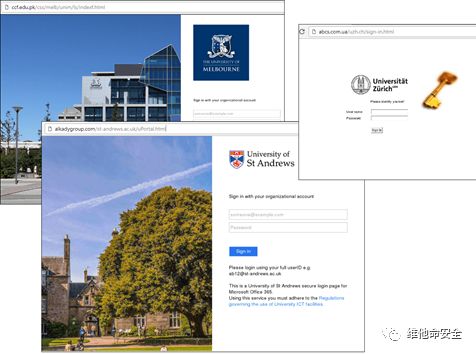 ccf.edu.pk/css/melb/unim/ls/indexf.html
THE UNIVERSITY OF
MELBOURNE
Sign in with your organizational account
someone@example.com
abcs.com.ua/uzh.ch/sign-in/html
Universität
Zürich UZH
Please identify yourself
User name
Password
Sign in
alkadygroup.com/st-andrews.ac.uk/uPortal.html
University of
St Andrews
Sign in with your organizational account
someone@example.com
Password
Sign in
Please login using your full userID e.g.
ab12@st-andrews.ac.uk
This is a University of St Andrews secure login page for
Microsoft Office 365.
Using this service you must adhere to the Regulations
governing the use of University ICT facilities.
维他命安全